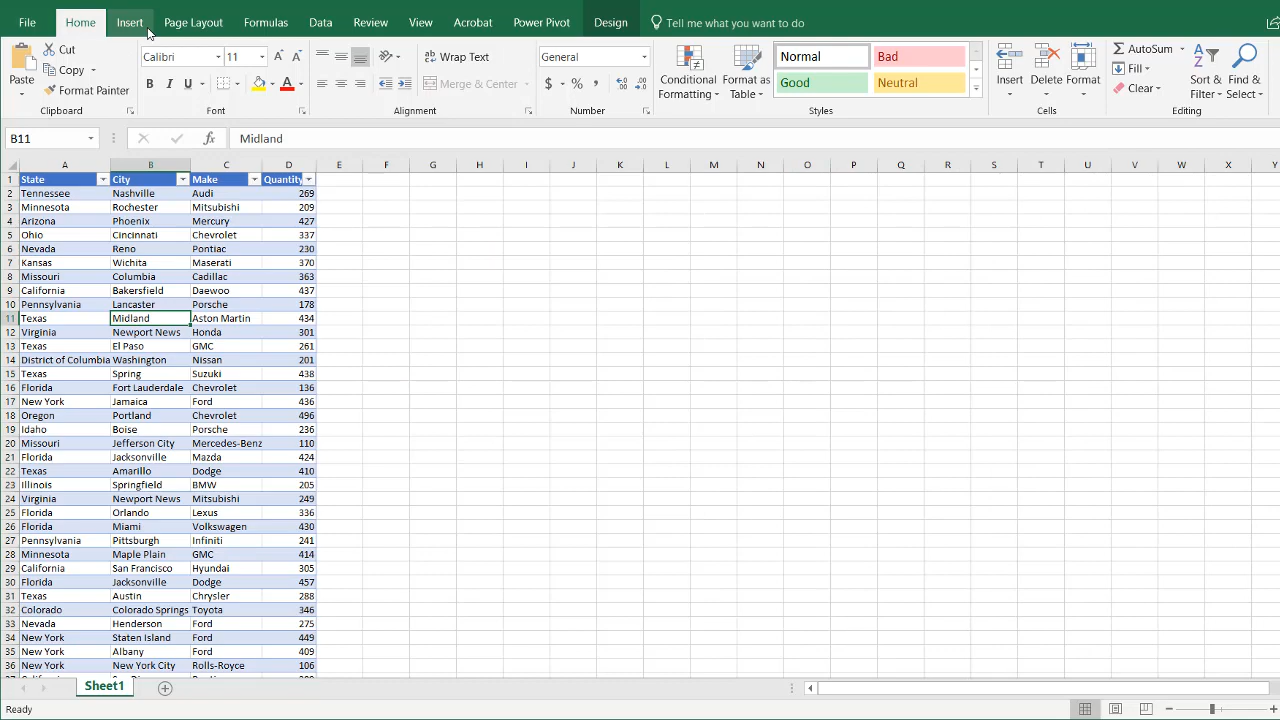 File Home Insert Page Layout Formulas Data Review View Acrobat Power Pivot Design Tell me what you want to do
Paste Cut Copy Format Painter Clipboard
Calibri 11 B I U A Font
Wrap Text Merge & Center Alignment
General $ % , Number
Conditional Formatting Format as Table Normal Bad Good Neutral Styles
Insert Delete Format Cells
AutoSum Fill Clear Sort & Filter Find & Select Editing
B11 fx Midland
A B C D E F G H I J K L M N O P Q R S T U V W X Y
1 State City Make Quantity
2 Tennessee Nashville Audi 269
3 Minnesota Rochester Mitsubishi 209
4 Arizona Phoenix Mercury 427
5 Ohio Cincinnati Chevrolet 337
6 Nevada Reno Pontiac 230
7 Kansas Wichita Maserati 370
8 Missouri Columbia Cadillac 363
9 California Bakersfield Daewoo 437
10 Pennsylvania Lancaster Porsche 178
11 Texas Midland Aston Martin 434
12 Virginia Newport News Honda 301
13 Texas El Paso GMC 261
14 District of Columbia Washington Nissan 201
15 Texas Spring Suzuki 438
16 Florida Fort Lauderdale Chevrolet 136
17 New York Jamaica Ford 436
18 Oregon Portland Chevrolet 496
19 Idaho Boise Porsche 236
20 Missouri Jefferson City Mercedes-Benz 110
21 Florida Jacksonville Mazda 424
22 Texas Amarillo Dodge 410
23 Illinois Springfield BMW 205
24 Virginia Newport News Mitsubishi 249
25 Florida Orlando Lexus 336
26 Florida Miami Volkswagen 430
27 Pennsylvania Pittsburgh Infiniti 241
28 Minnesota Maple Plain GMC 414
29 California San Francisco Hyundai 305
30 Florida Jacksonville Dodge 457
31 Texas Austin Chrysler 288
32 Colorado Colorado Springs Toyota 346
33 Nevada Henderson Ford 275
34 New York Staten Island Ford 449
35 New York Albany Ford 409
36 New York New York City Rolls-Royce 106
Sheet1
Ready